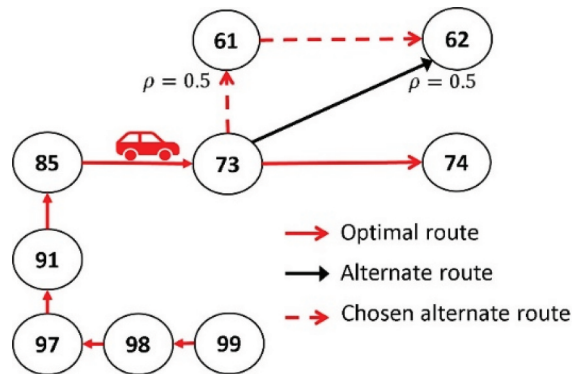 61
62
ρ = 0.5
ρ = 0.5
85
73
74
Optimal route
91
Alternate route
Chosen alternate route
97
98
99